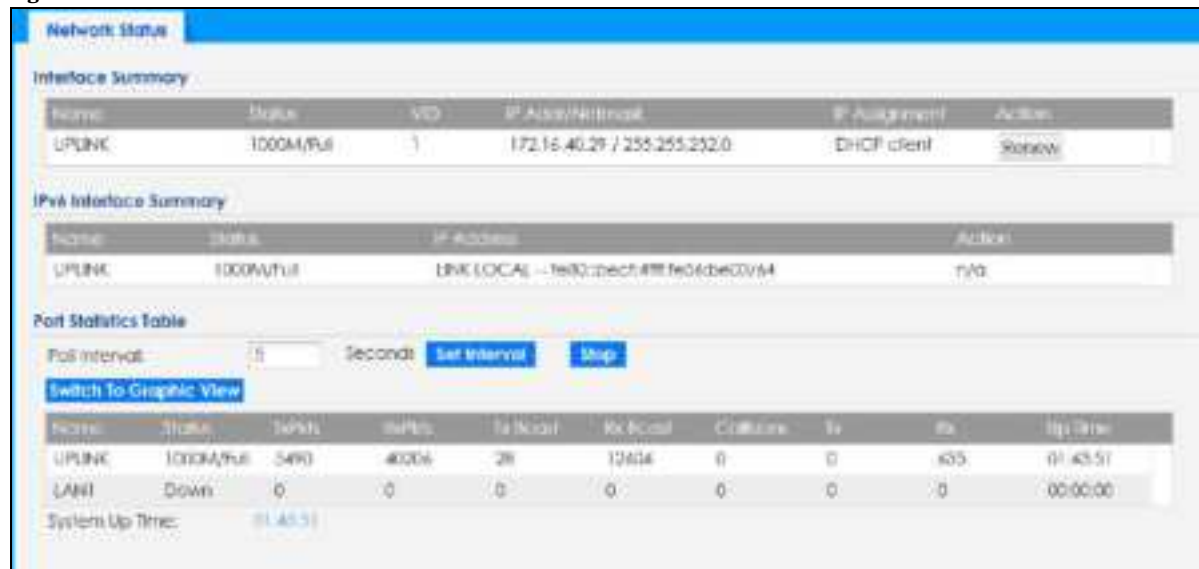 Network Status
Interface Summary
Name Status VID IP Addr/Netmask IP Assignment Action
UPLINK 1000M/Full 1 172.16.40.29 / 255.255.252.0 DHCP client Renew
IPv6 Interface Summary
Name Status IP Address Action
UPLINK 1000M/Full LINK LOCAL -- n/a
Port Statistics Table
Poll Interval: 5 Seconds Set Interval Stop
Switch To Graphic View
Name Status TxPkts RxPkts Tx Bcast Rx Bcast Collisions Tx Rx Up Time
UPLINK 1000M/Full 5490 40206 28 0 0 01:45:51
LAN1 Down 0 0 0 0 0 0 0 00:00:00
System Up Time: 01:45:51